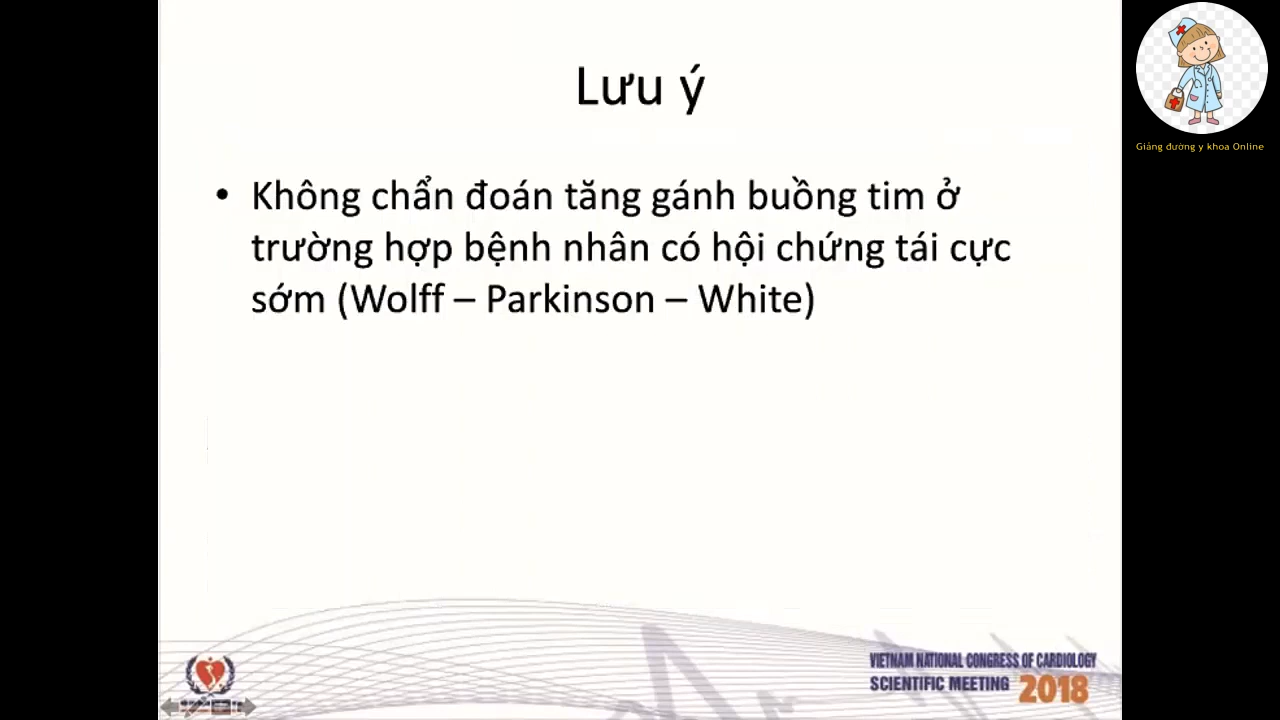 Lưu ý
Giảng đường y khoa Online
• Không chẩn đoán tăng gánh buồng tim ở
trường hợp bệnh nhân có hội chứng tái cực
sớm (Wolff – Parkinson – White)
VIETNAM NATIONAL CONGRESS OF CARDIOLOGY
SCIENTIFIC MEETING 2018